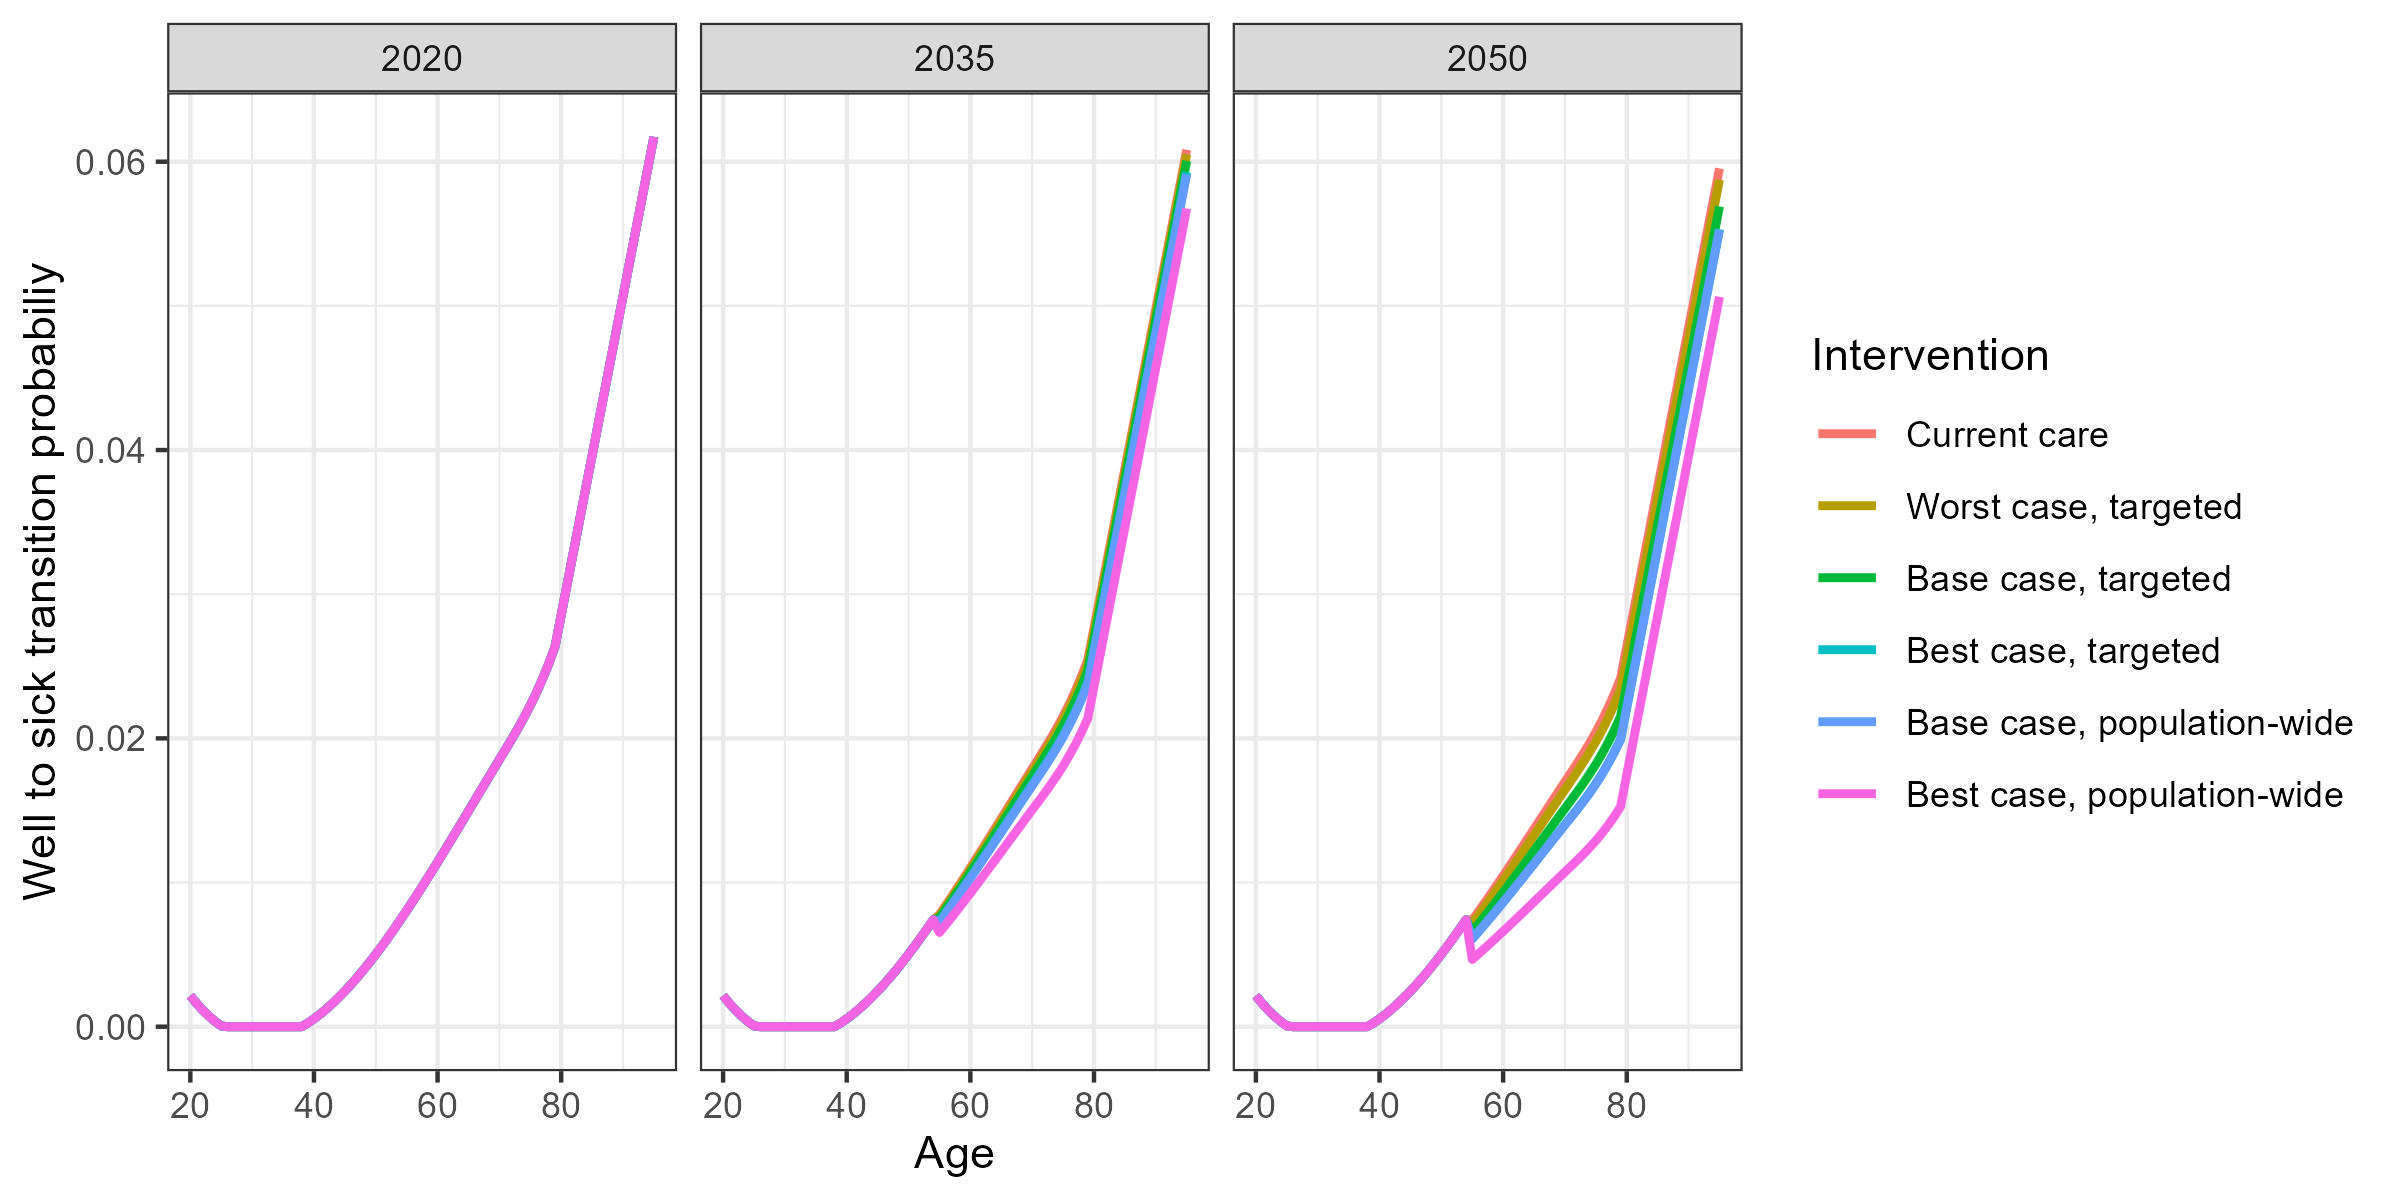 2020
2035
2050
Well to sick transition probabiliy
0.06
0.04
0.02
0.00
20 40 60 80
20 40 60 80
20 40 60 80
Age
Intervention
Current care
Worst case, targeted
Base case, targeted
Best case, targeted
Base case, population-wide
Best case, population-wide